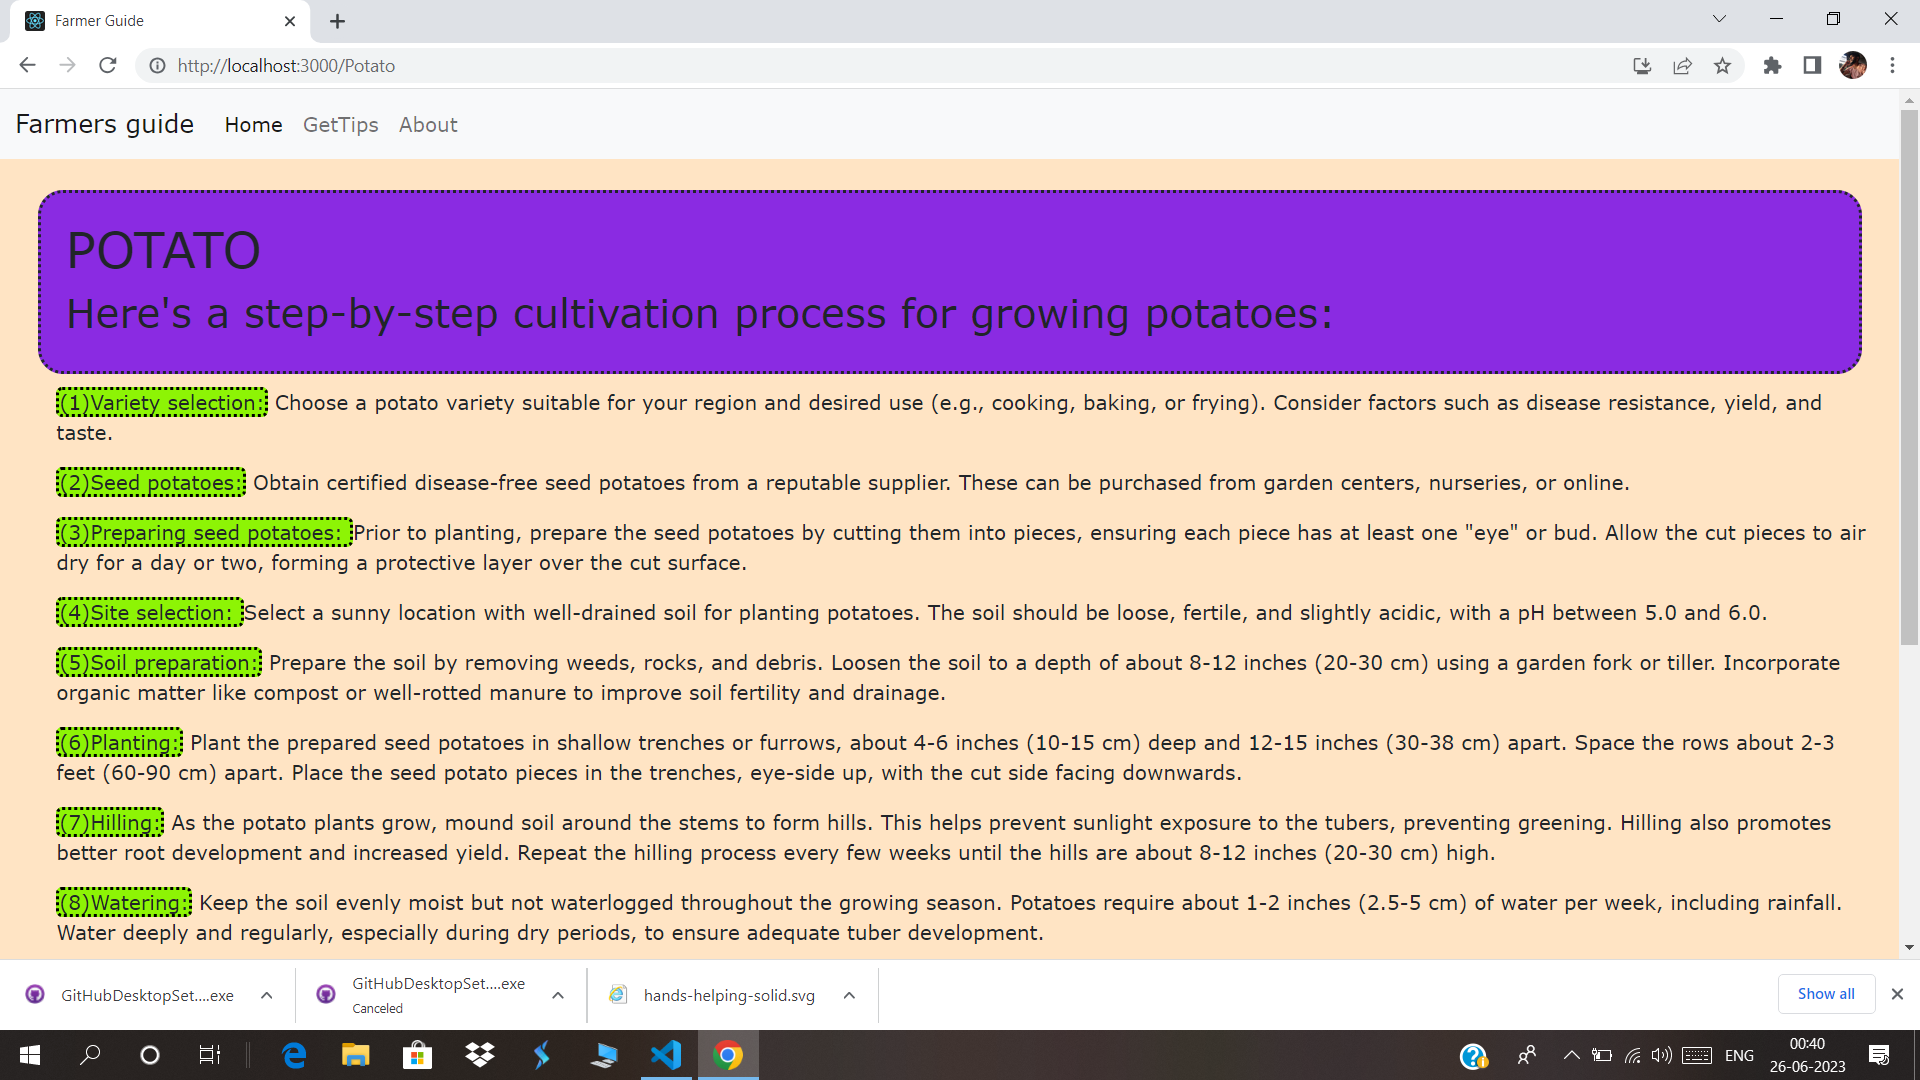 Farmer Guide
http://localhost:3000/Potato
Farmers guide Home GetTips About
POTATO
Here's a step-by-step cultivation process for growing potatoes:
(1)Variety selection: Choose a potato variety suitable for your region and desired use (e.g., cooking, baking, or frying). Consider factors such as disease resistance, yield, and
taste.
(2)Seed potatoes: Obtain certified disease-free seed potatoes from a reputable supplier. These can be purchased from garden centers, nurseries, or online.
(3)Preparing seed potatoes: Prior to planting, prepare the seed potatoes by cutting them into pieces, ensuring each piece has at least one "eye" or bud. Allow the cut pieces to air
dry for a day or two, forming a protective layer over the cut surface.
(4)Site selection: Select a sunny location with well-drained soil for planting potatoes. The soil should be loose, fertile, and slightly acidic, with a pH between 5.0 and 6.0.
(5)Soil preparation: Prepare the soil by removing weeds, rocks, and debris. Loosen the soil to a depth of about 8-12 inches (20-30 cm) using a garden fork or tiller. Incorporate
organic matter like compost or well-rotted manure to improve soil fertility and drainage.
(6)Planting: Plant the prepared seed potatoes in shallow trenches or furrows, about 4-6 inches (10-15 cm) deep and 12-15 inches (30-38 cm) apart. Space the rows about 2-3
feet (60-90 cm) apart. Place the seed potato pieces in the trenches, eye-side up, with the cut side facing downwards.
(7)Hilling: As the potato plants grow, mound soil around the stems to form hills. This helps prevent sunlight exposure to the tubers, preventing greening. Hilling also promotes
better root development and increased yield. Repeat the hilling process every few weeks until the hills are about 8-12 inches (20-30 cm) high.
(8)Watering: Keep the soil evenly moist but not waterlogged throughout the growing season. Potatoes require about 1-2 inches (2.5-5 cm) of water per week, including rainfall.
Water deeply and regularly, especially during dry periods, to ensure adequate tuber development.
GitHubDesktopSet....exe
GitHubDesktopSet....exe
Canceled
hands-helping-solid.svg
Show all
ENG
00:40
26-06-2023